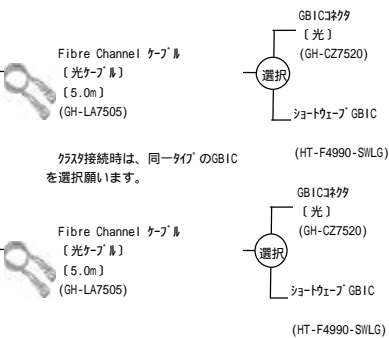 GBICｺﾈｸﾀ
〔光〕
(GH-CZ7520)
Fibre Channel ｹｰﾌﾞﾙ
〔光ｹｰﾌﾞﾙ〕
〔5.0m〕
(GH-LA7505)
選択
ｼｮｰﾄｳｪｰﾌﾞGBIC
(HT-F4990-SWLG)
ｸﾗｽﾀ接続時は、同一ﾀｲﾌﾟのGBIC
を選択願います。
GBICｺﾈｸﾀ
〔光〕
(GH-CZ7520)
Fibre Channel ｹｰﾌﾞﾙ
〔光ｹｰﾌﾞﾙ〕
〔5.0m〕
(GH-LA7505)
選択
ｼｮｰﾄｳｪｰﾌﾞGBIC
(HT-F4990-SWLG)